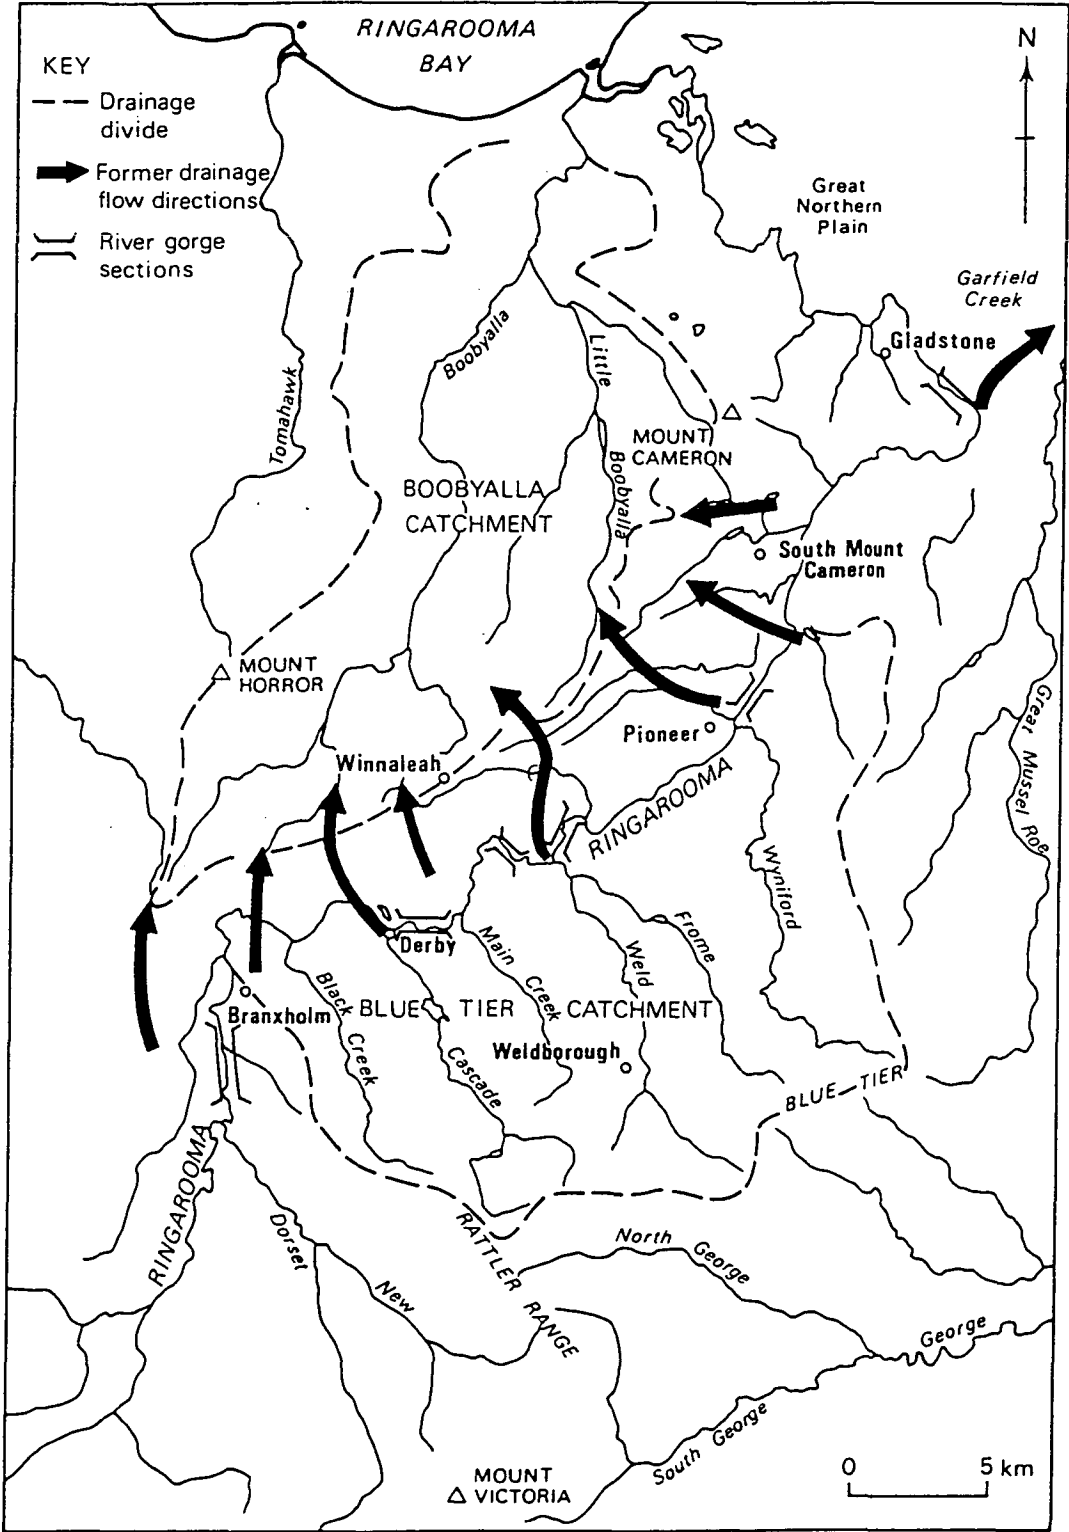 RINGAROOMA
BAY
N
KEY
Drainage
divide
Former drainage
flow directions
River gorge
sections
Great
Northern
Plain
Garfield
Creek
Gladstone
Boobyalla
Little
Boobyalla
Tomahawk
MOUNT
CAMERON
BOOBYALLA
CATCHMENT
South Mount
Cameron
MOUNT
HORROR
Great Mussel Roe
Pioneer
Winnaleah
RINGAROOMA
Wyniford
Derby
Main Creek
Weld
Frome
Black Creek
BLUE TIER CATCHMENT
Branxholm
Cascade
Weldborough
BLUE TIER
RINGAROOMA
Dorset
New
RATTLER RANGE
North George
George
South George
MOUNT
VICTORIA
0 5 km